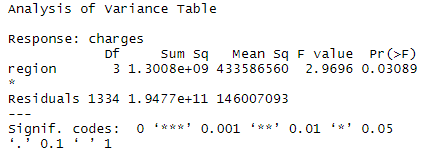 Analysis of Variance Table

Response: charges
            Df     Sum Sq   Mean Sq F value  Pr(>F)
region       3 1.3008e+09 433586560  2.9696 0.03089
*
Residuals 1334 1.9477e+11 146007093
---
Signif. codes:  0 ‘***’ 0.001 ‘**’ 0.01 ‘*’ 0.05
‘.’ 0.1 ‘ ’ 1